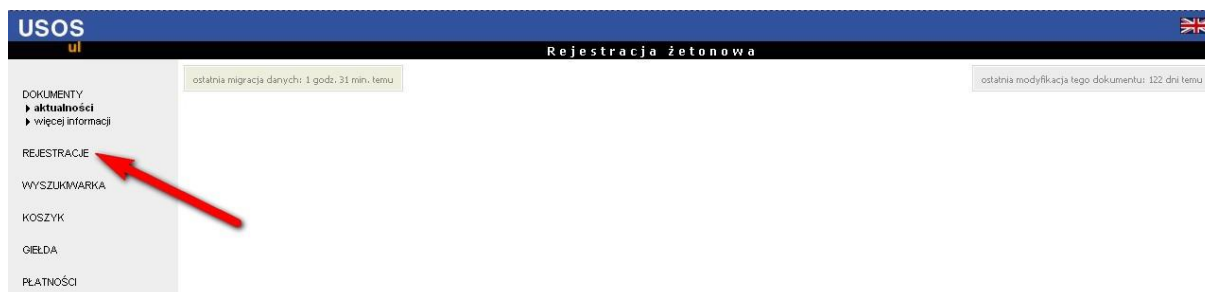 USOS
ul
Rejestracja żetonowa
ostatnia migracja danych: 1 godz. 31 min. temu
ostatnia modyfikacja tego dokumentu: 122 dni temu
DOKUMENTY
aktualności
więcej informacji
REJESTRACJE
WYSZUKIWARKA
KOSZYK
GIEŁDA
PŁATNOŚCI